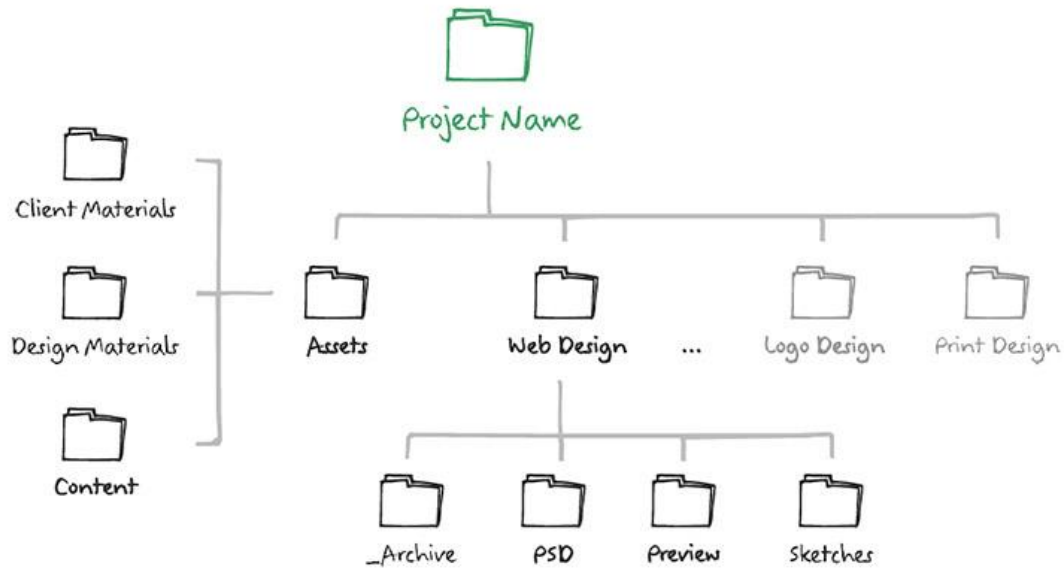 Project Name
Client Materials
Design Materials
Assets
Web Design
...
Logo Design
Print Design
Content
_Archive
PSD
Preview
Sketches